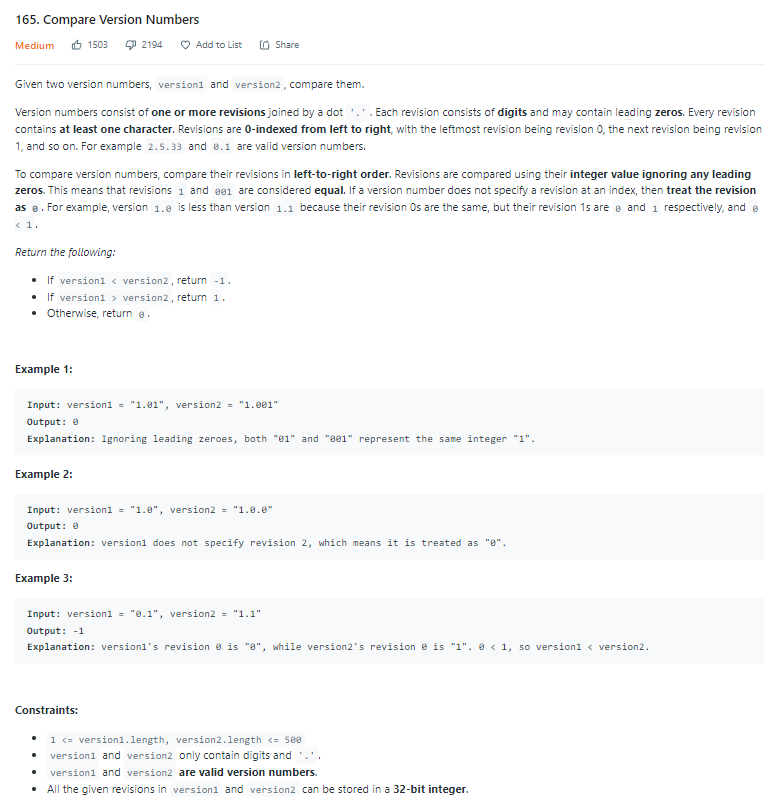 165. Compare Version Numbers
Medium 1503 2194 Add to List Share
Given two version numbers, version1 and version2, compare them.
Version numbers consist of one or more revisions joined by a dot '.'. Each revision consists of digits and may contain leading zeros. Every revision
contains at least one character. Revisions are 0-indexed from left to right, with the leftmost revision being revision 0, the next revision being revision
1, and so on. For example 2.5.33 and 0.1 are valid version numbers.
To compare version numbers, compare their revisions in left-to-right order. Revisions are compared using their integer value ignoring any leading
zeros. This means that revisions 1 and 001 are considered equal. If a version number does not specify a revision at an index, then treat the revision
as 0. For example, version 1.0 is less than version 1.1 because their revision 0s are the same, but their revision 1s are 0 and 1 respectively, and 0
< 1.
Return the following:
• If version1 < version2, return -1.
• If version1 > version2, return 1.
• Otherwise, return 0.
Example 1:
Input: version1 = "1.01", version2 = "1.001"
Output: 0
Explanation: Ignoring leading zeroes, both "01" and "001" represent the same integer "1".
Example 2:
Input: version1 = "1.0", version2 = "1.0.0"
Output: 0
Explanation: version1 does not specify revision 2, which means it is treated as "0".
Example 3:
Input: version1 = "0.1", version2 = "1.1"
Output: -1
Explanation: version1's revision 0 is "0", while version2's revision 0 is "1". 0 < 1, so version1 < version2.
Constraints:
• 1 <= version1.length, version2.length <= 500
• version1 and version2 only contain digits and '.'.
• version1 and version2 are valid version numbers.
• All the given revisions in version1 and version2 can be stored in a 32-bit integer.